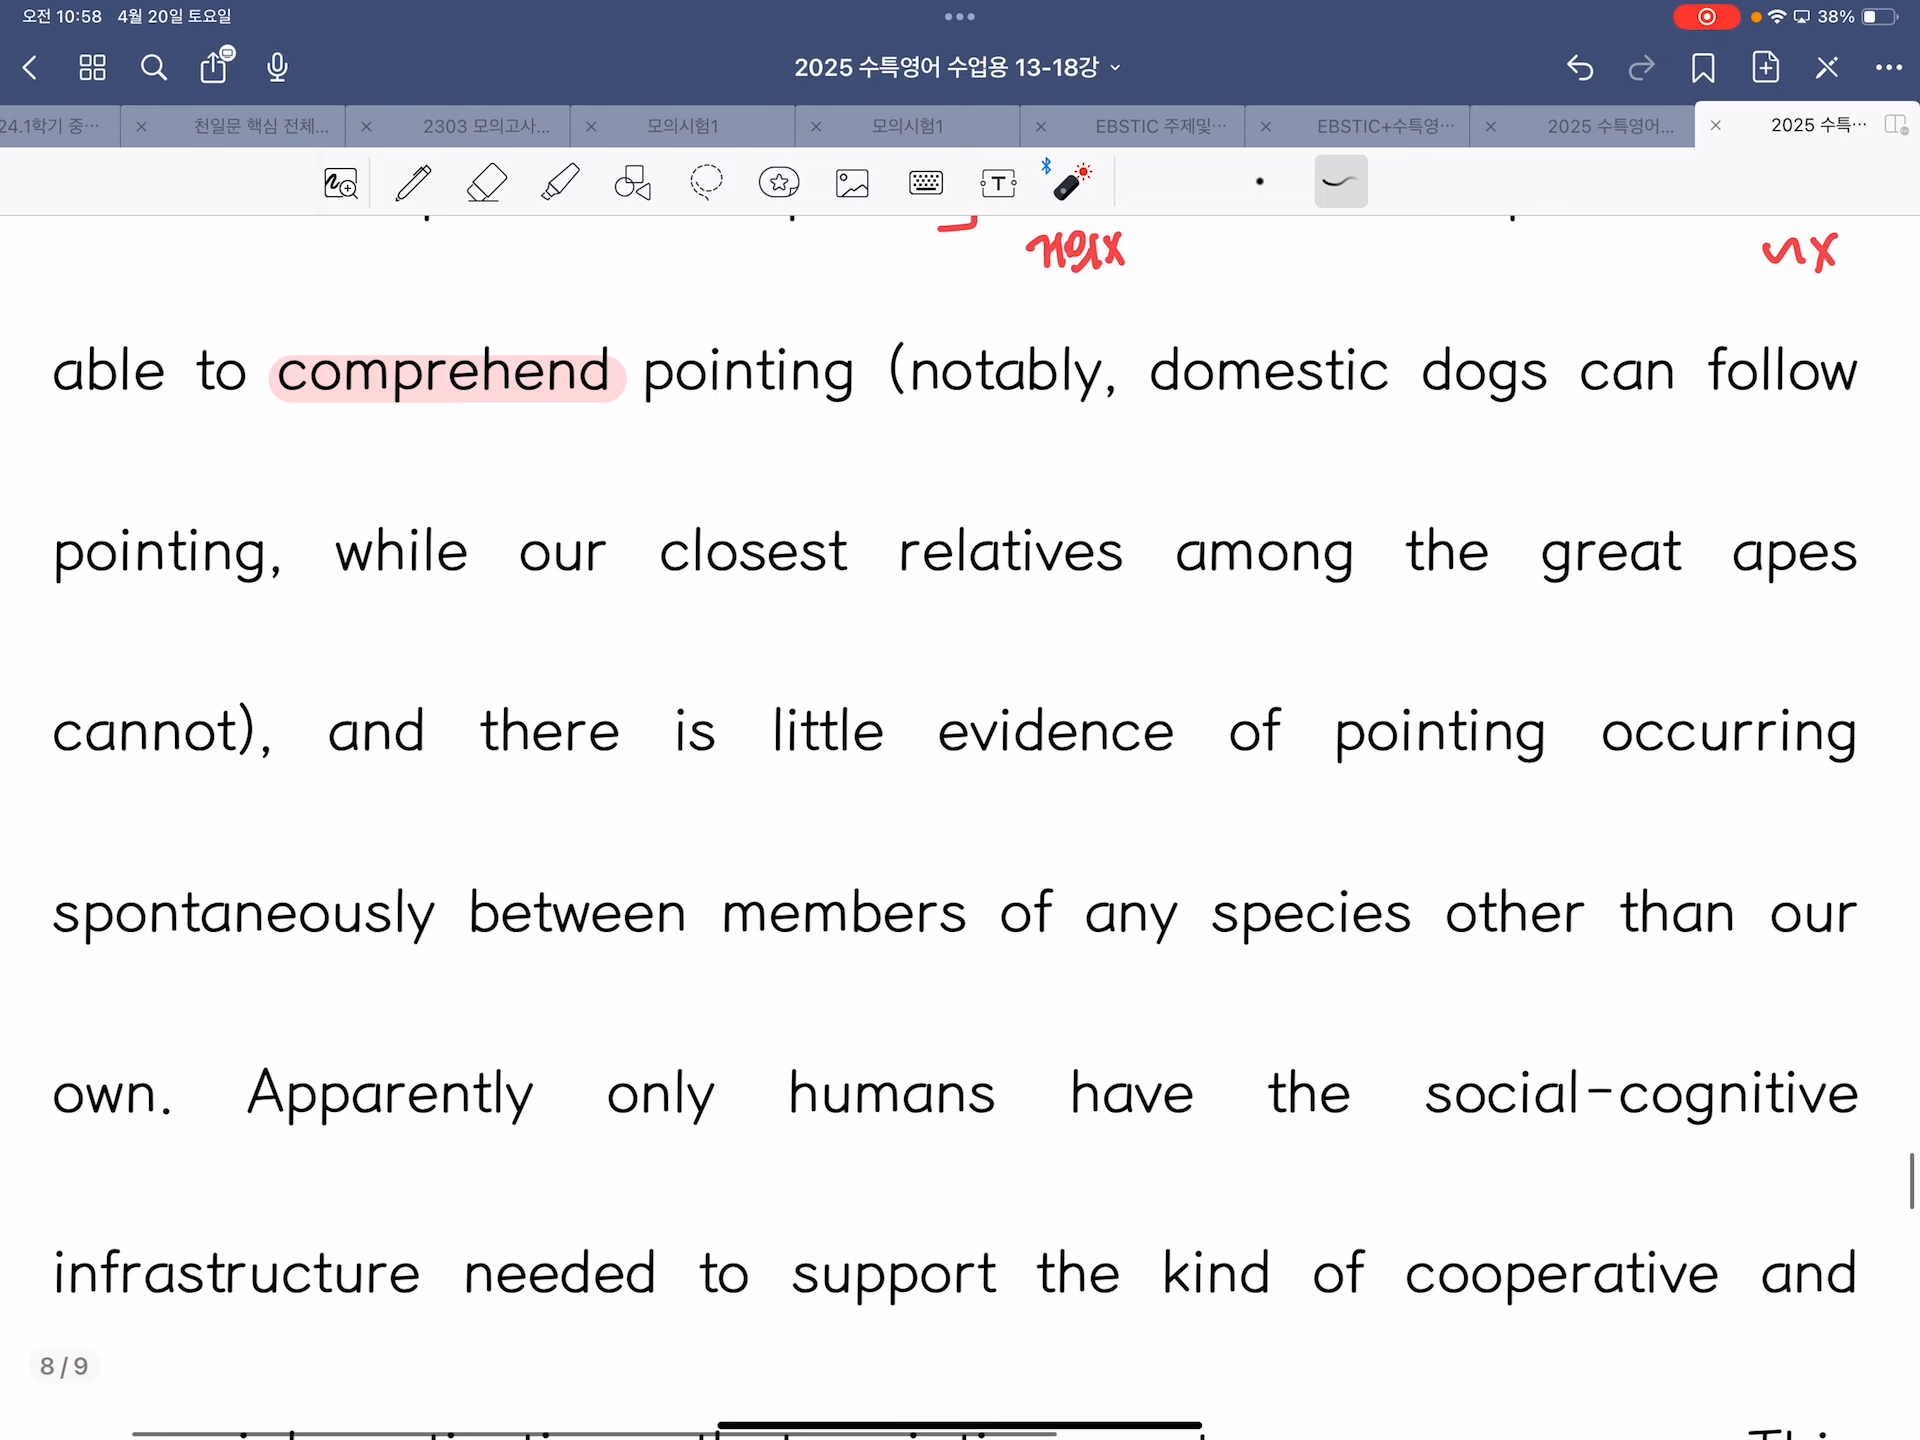 오전 10:58 4월 20일 토요일 38%
2025 수특영어 수업용 13-18강
24.1학기 중… 천일문 핵심 전체... 2303 모의고사... 모의시험1 모의시험1 EBSTIC 주제및… EBSTIC+수특영… 2025 수특영어... 2025 수특…
거의x
able to comprehend pointing (notably, domestic dogs can follow
pointing, while our closest relatives among the great apes
cannot), and there is little evidence of pointing occurring
spontaneously between members of any species other than our
own. Apparently only humans have the social-cognitive
infrastructure needed to support the kind of cooperative and
8 / 9